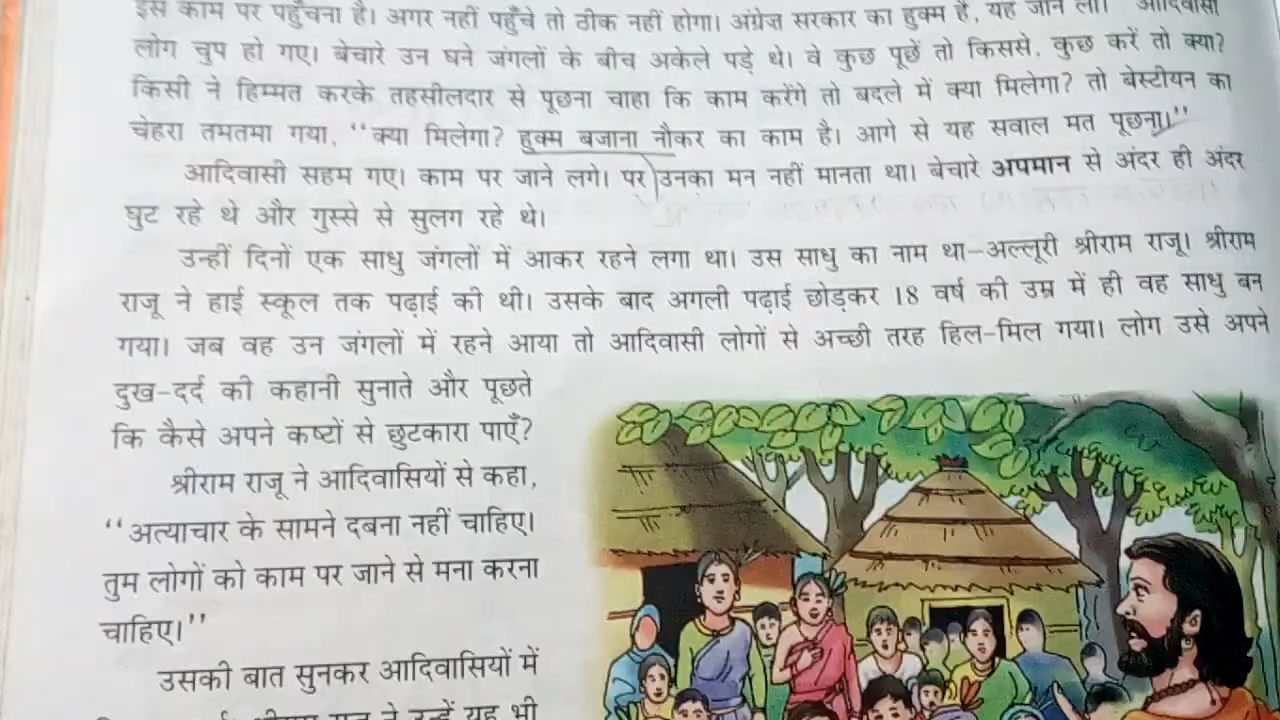 इस काम पर पहुँचना है। अगर नहीं पहुँचे तो ठीक नहीं होगा। अंग्रेज़ सरकार का हुक्म है, यह जान लो।" आदिवासी
लोग चुप हो गए। बेचारे उन घने जंगलों के बीच अकेले पड़े थे। वे कुछ पूछें तो किससे, कुछ करें तो क्या?
किसी ने हिम्मत करके तहसीलदार से पूछना चाहा कि काम करेंगे तो बदले में क्या मिलेगा? तो बेस्टीयन का
चेहरा तमतमा गया, "क्या मिलेगा? हुक्म बजाना नौकर का काम है। आगे से यह सवाल मत पूछना।"
आदिवासी सहम गए। काम पर जाने लगे। पर उनका मन नहीं मानता था। बेचारे अपमान से अंदर ही अंदर
घुट रहे थे और गुस्से से सुलग रहे थे।
उन्हीं दिनों एक साधु जंगलों में आकर रहने लगा था। उस साधु का नाम था–अल्लूरी श्रीराम राजू। श्रीराम
राजू ने हाई स्कूल तक पढ़ाई की थी। उसके बाद अगली पढ़ाई छोड़कर 18 वर्ष की उम्र में ही वह साधु बन
गया। जब वह उन जंगलों में रहने आया तो आदिवासी लोगों से अच्छी तरह हिल-मिल गया। लोग उसे अपने
दुख-दर्द की कहानी सुनाते और पूछते
कि कैसे अपने कष्टों से छुटकारा पाएँ?
श्रीराम राजू ने आदिवासियों से कहा,
"अत्याचार के सामने दबना नहीं चाहिए।
तुम लोगों को काम पर जाने से मना करना
चाहिए।"
उसकी बात सुनकर आदिवासियों में
ने उन्हें यह भी